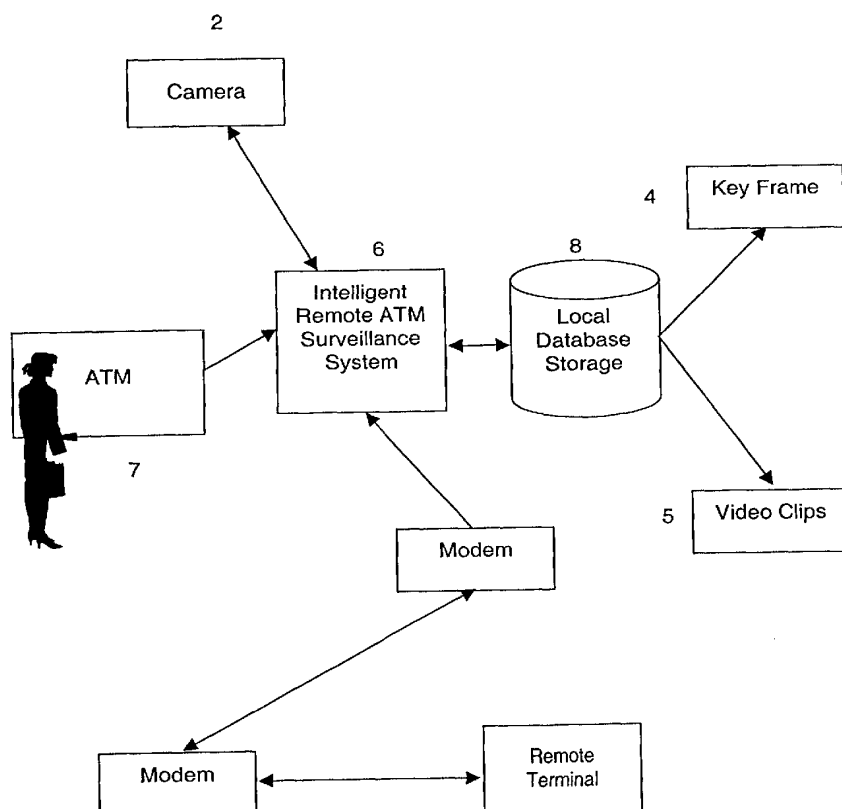 2
Camera
4
Key Frame
6
8
Intelligent
Remote ATM
Surveillance
System
Local
Database
Storage
ATM
7
5
Video Clips
Modem
Modem
Remote
Terminal